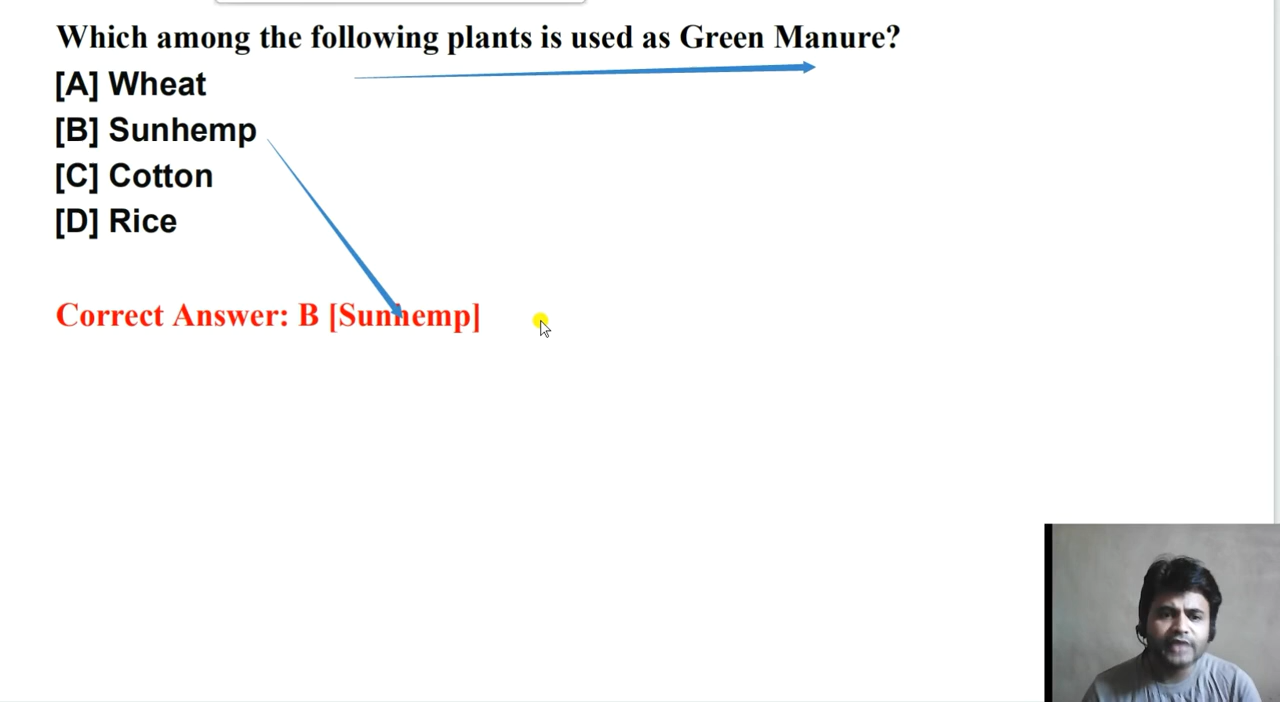 Which among the following plants is used as Green Manure?
[A] Wheat
[B] Sunhemp
[C] Cotton
[D] Rice
Correct Answer: B [Sunhemp]